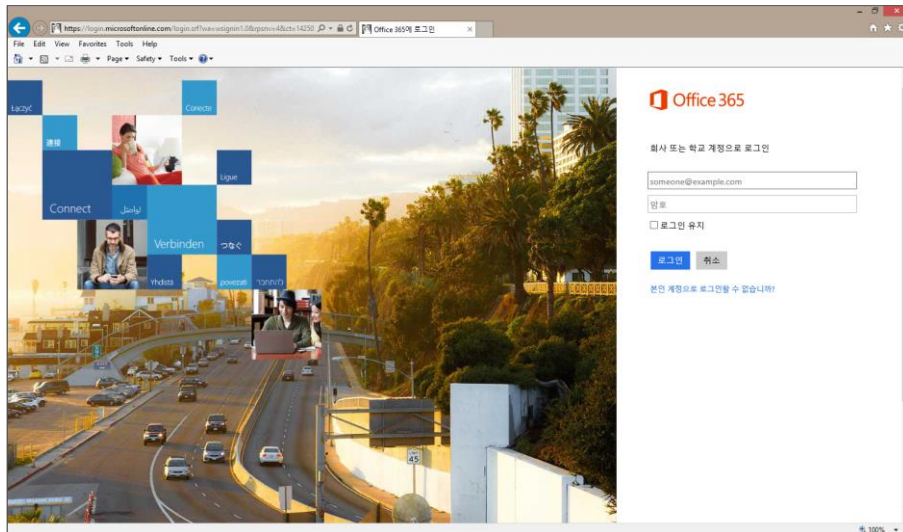 https://login.microsoftonline.com/login.srf?wa=wsignin1.0&rpsnv=4&ct=14250
Office 365에 로그인
File Edit View Favorites Tools Help
Page Safety Tools
Łączyć
Conecte
連接
Ligue
Connect
تواصل
Verbinden
つなぐ
Yhdistä
povezati
להתחבר
SPEED
LIMIT
45
Office 365
회사 또는 학교 계정으로 로그인
someone@example.com
암호
로그인 유지
로그인 취소
본인 계정으로 로그인할 수 없습니까?
100%